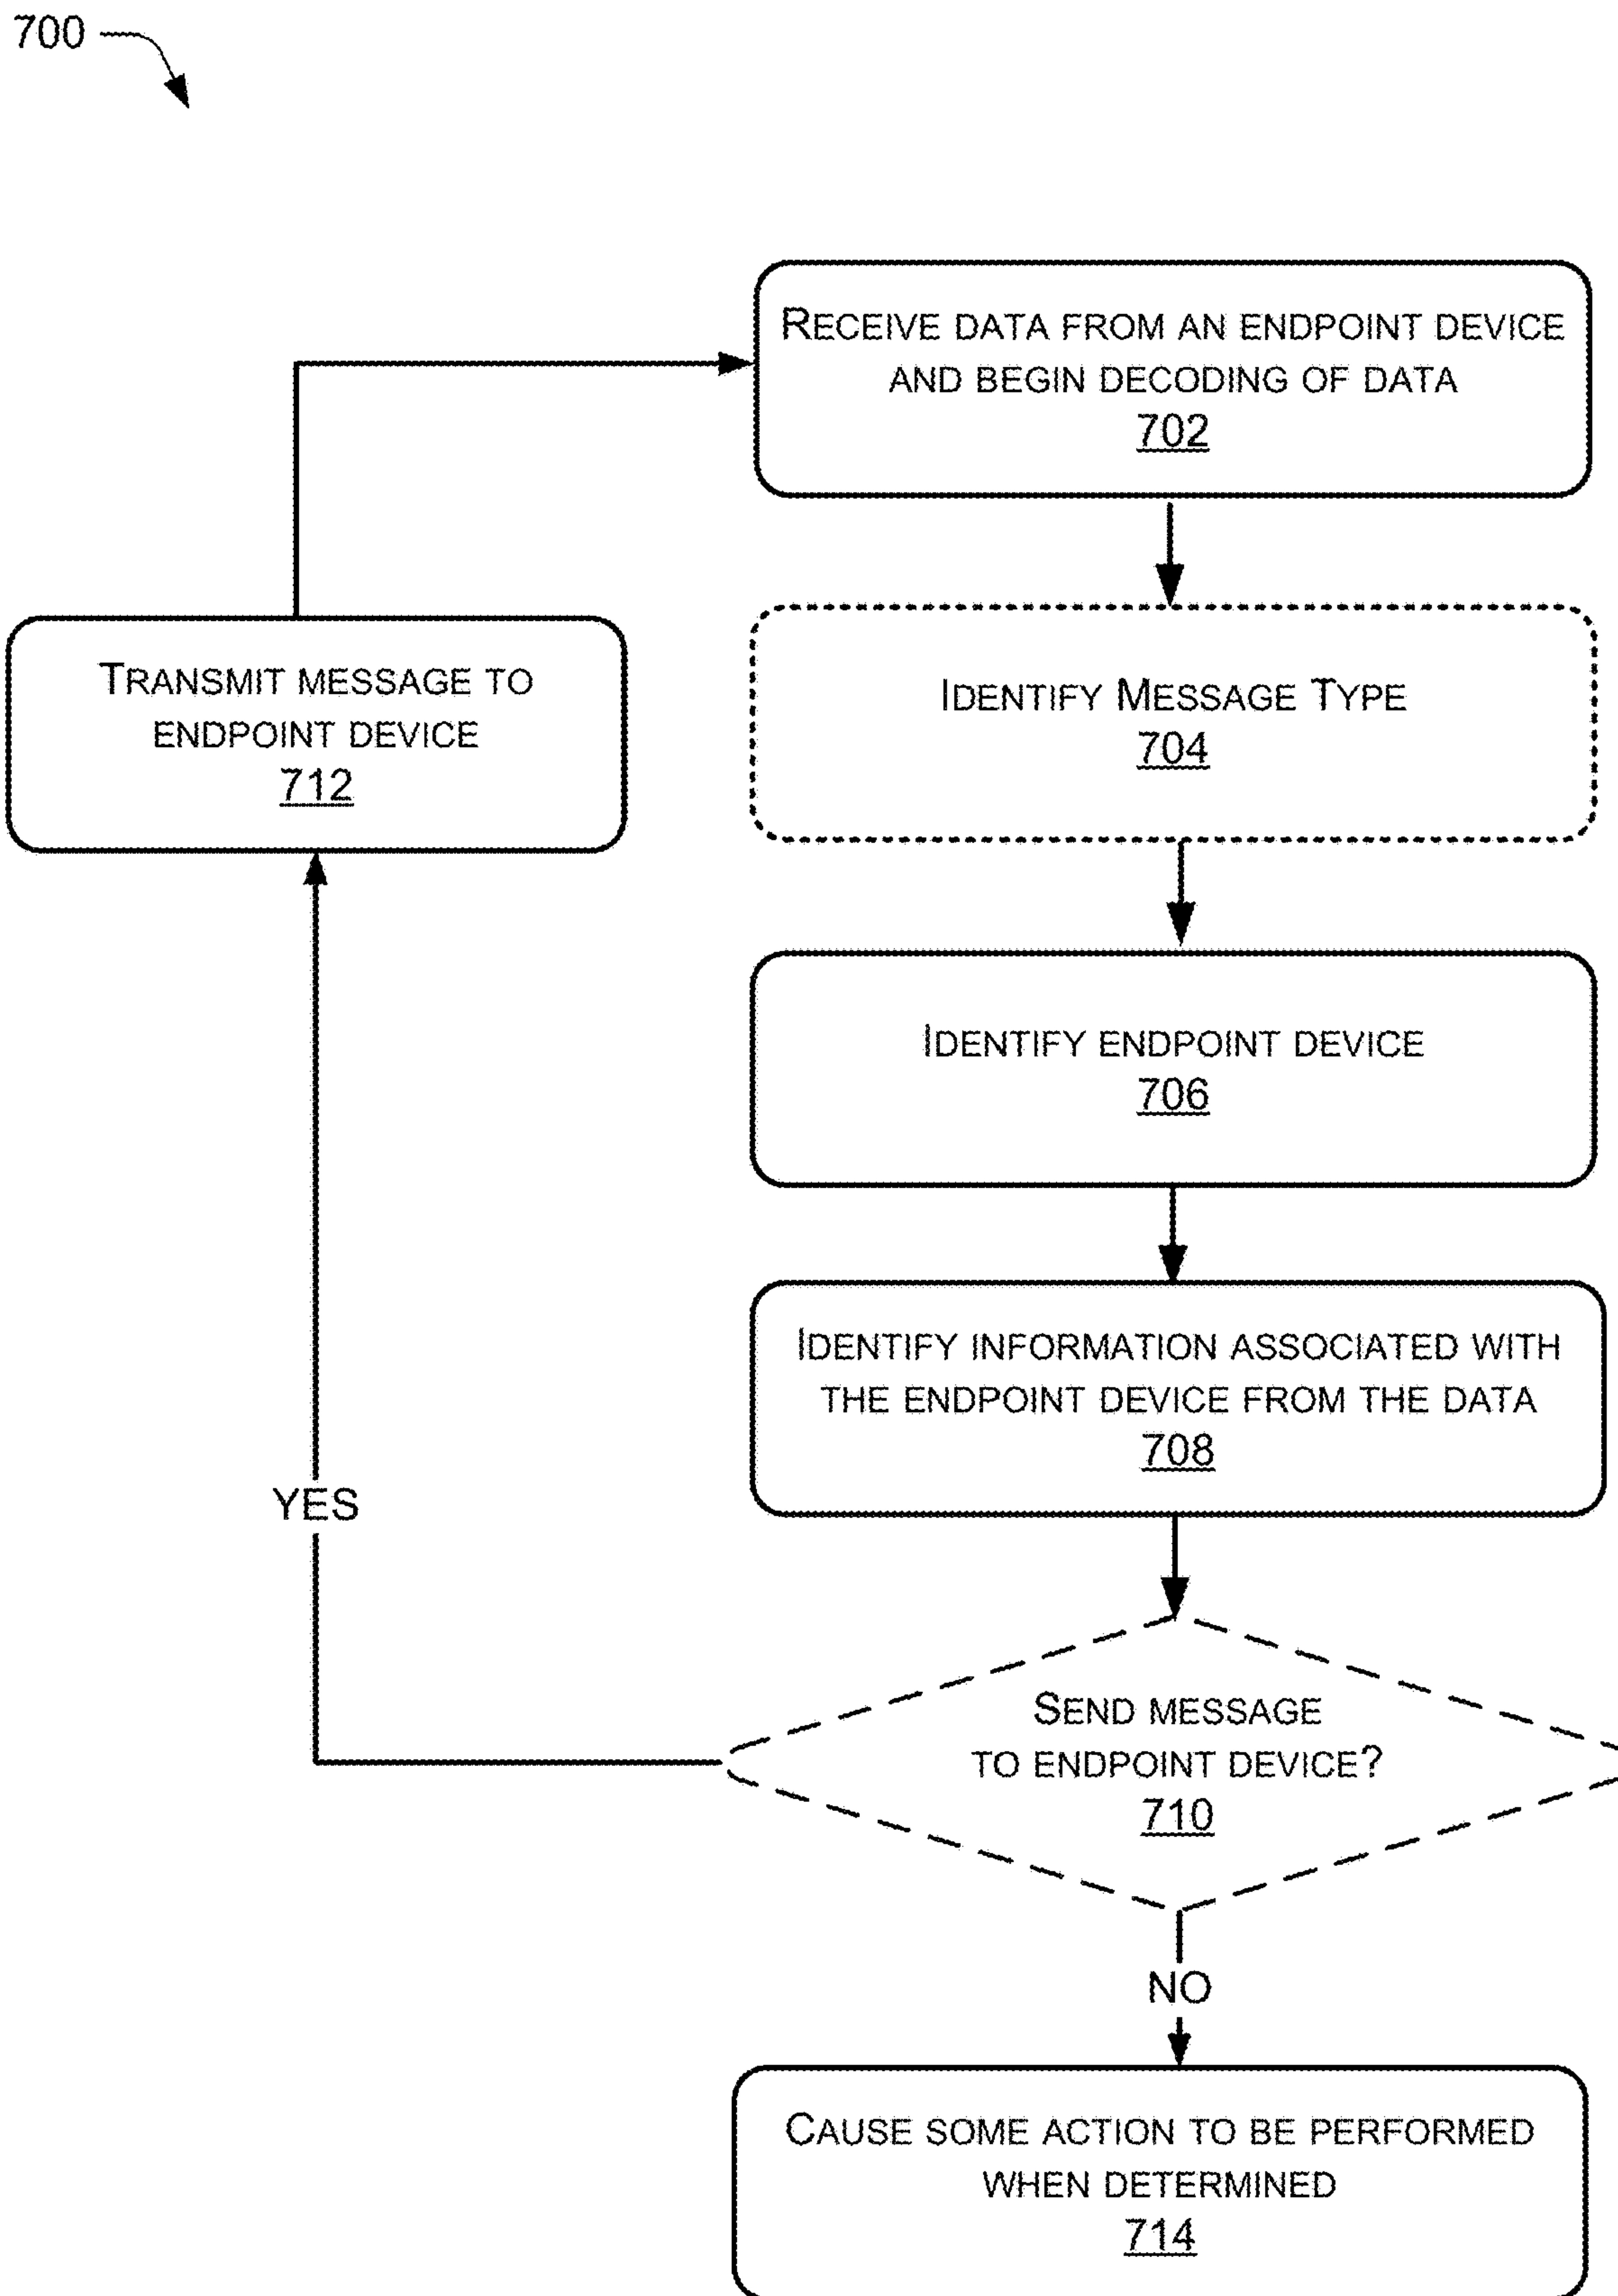 700
RECEIVE DATA FROM AN ENDPOINT DEVICE
AND BEGIN DECODING OF DATA
702
IDENTIFY MESSAGE TYPE
704
TRANSMIT MESSAGE TO
ENDPOINT DEVICE
712
IDENTIFY ENDPOINT DEVICE
706
IDENTIFY INFORMATION ASSOCIATED WITH
THE ENDPOINT DEVICE FROM THE DATA
708
YES
SEND MESSAGE
TO ENDPOINT DEVICE?
710
NO
CAUSE SOME ACTION TO BE PERFORMED
WHEN DETERMINED
714